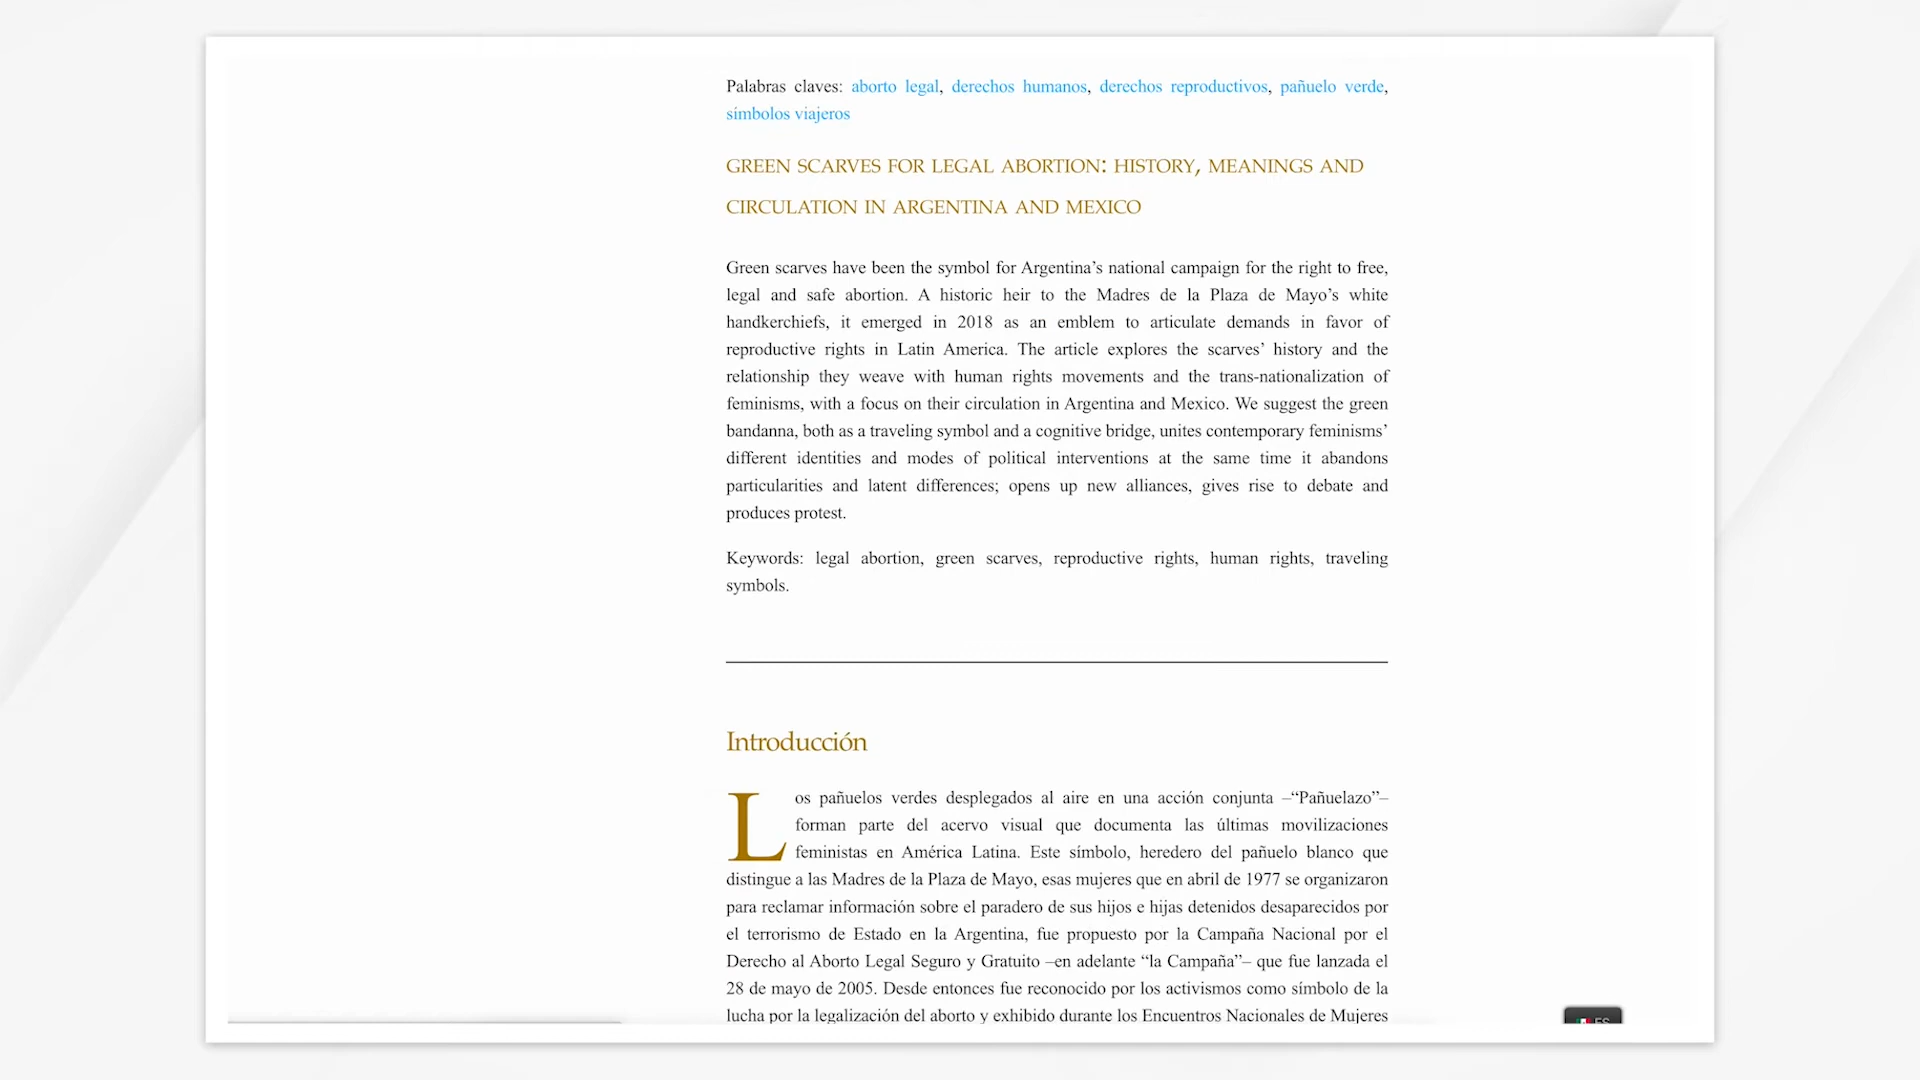 Palabras claves: aborto legal, derechos humanos, derechos reproductivos, pañuelo verde,
símbolos viajeros
GREEN SCARVES FOR LEGAL ABORTION: HISTORY, MEANINGS AND
CIRCULATION IN ARGENTINA AND MEXICO
Green scarves have been the symbol for Argentina’s national campaign for the right to free,
legal and safe abortion. A historic heir to the Madres de la Plaza de Mayo’s white
handkerchiefs, it emerged in 2018 as an emblem to articulate demands in favor of
reproductive rights in Latin America. The article explores the scarves’ history and the
relationship they weave with human rights movements and the trans-nationalization of
feminisms, with a focus on their circulation in Argentina and Mexico. We suggest the green
bandanna, both as a traveling symbol and a cognitive bridge, unites contemporary feminisms’
different identities and modes of political interventions at the same time it abandons
particularities and latent differences; opens up new alliances, gives rise to debate and
produces protest.
Keywords: legal abortion, green scarves, reproductive rights, human rights, traveling
symbols.
Introducción
Los pañuelos verdes desplegados al aire en una acción conjunta –“Pañuelazo”–
forman parte del acervo visual que documenta las últimas movilizaciones
feministas en América Latina. Este símbolo, heredero del pañuelo blanco que
distingue a las Madres de la Plaza de Mayo, esas mujeres que en abril de 1977 se organizaron
para reclamar información sobre el paradero de sus hijos e hijas detenidos desaparecidos por
el terrorismo de Estado en la Argentina, fue propuesto por la Campaña Nacional por el
Derecho al Aborto Legal Seguro y Gratuito –en adelante “la Campaña”– que fue lanzada el
28 de mayo de 2005. Desde entonces fue reconocido por los activismos como símbolo de la
lucha por la legalización del aborto y exhibido durante los Encuentros Nacionales de Mujeres
ES